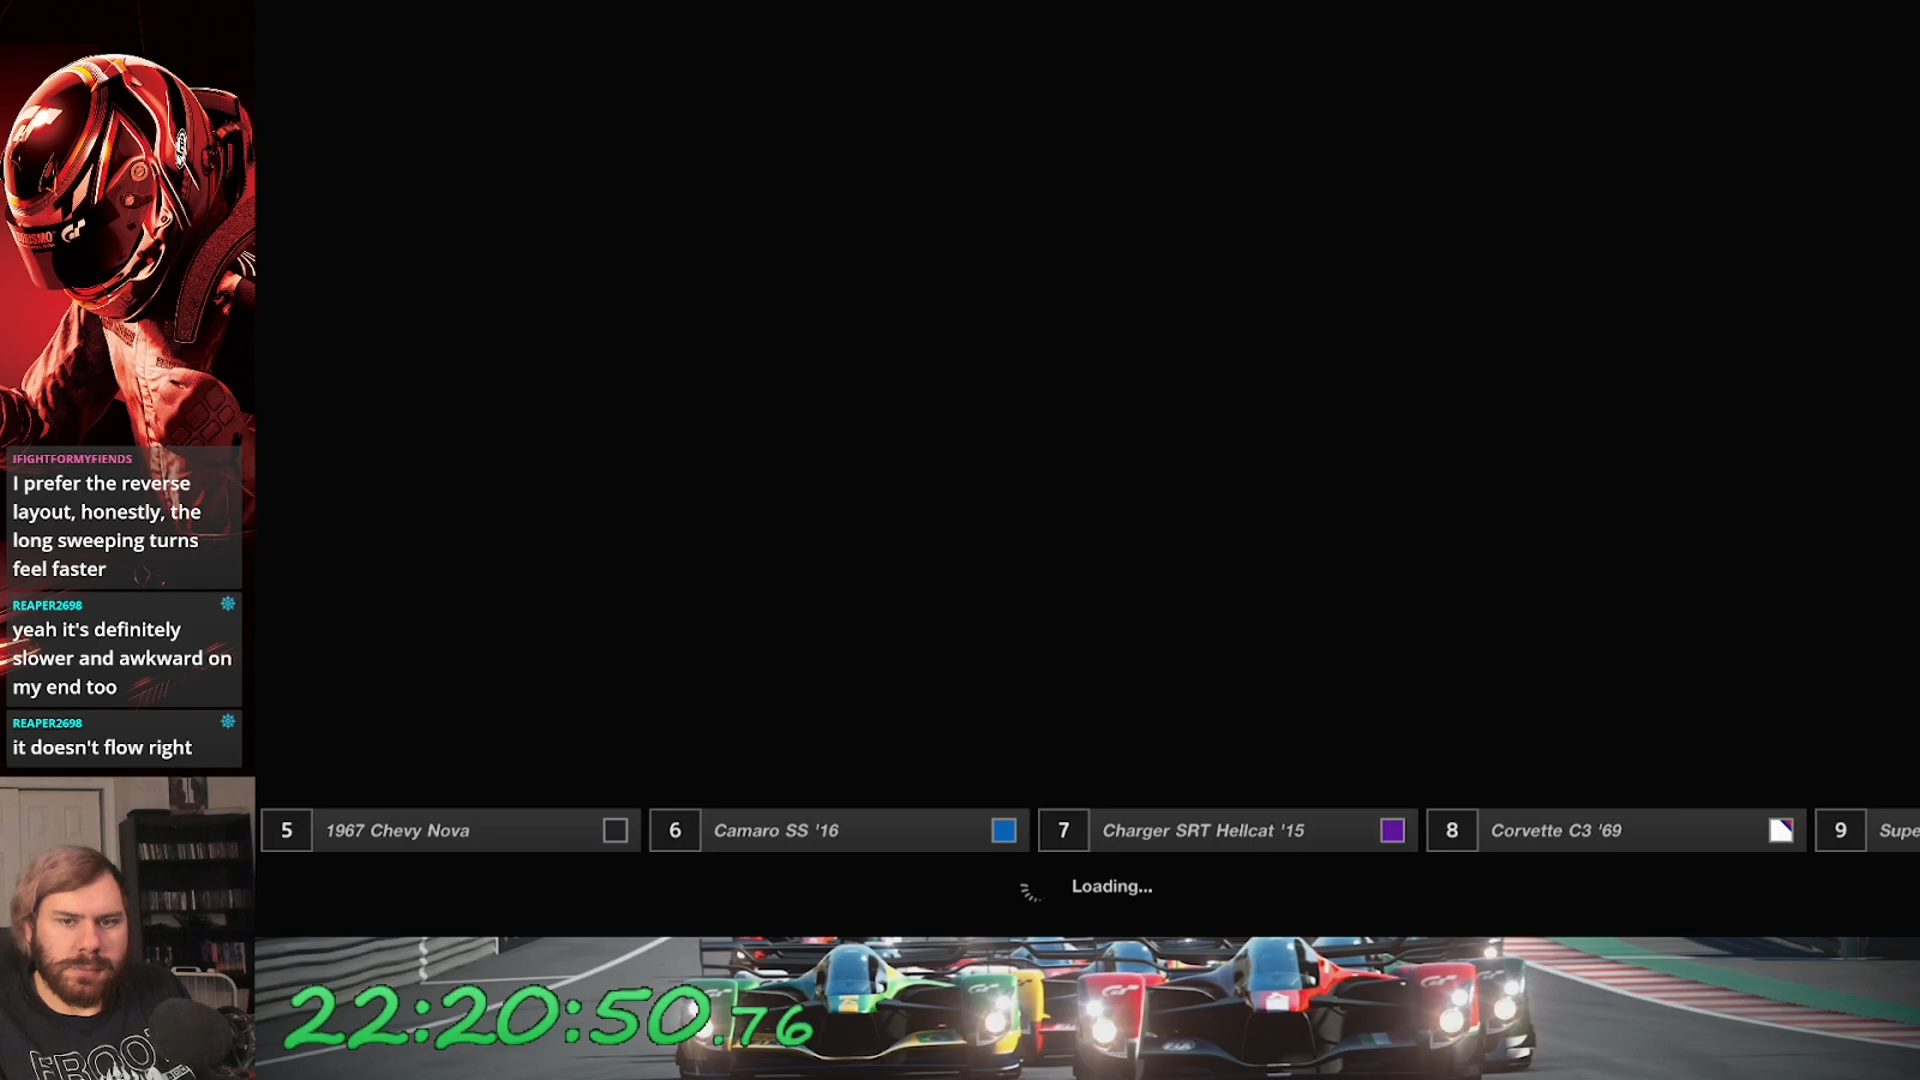 IFIGHTFORMYFIENDS
I prefer the reverse
layout, honestly, the
long sweeping turns
feel faster
REAPER2698
yeah it's definitely
slower and awkward on
my end too
REAPER2698
it doesn't flow right
5 1967 Chevy Nova
6 Camaro SS '16
7 Charger SRT Hellcat '15
8 Corvette C3 '69
9 Supe
Loading...
22:20:50.76